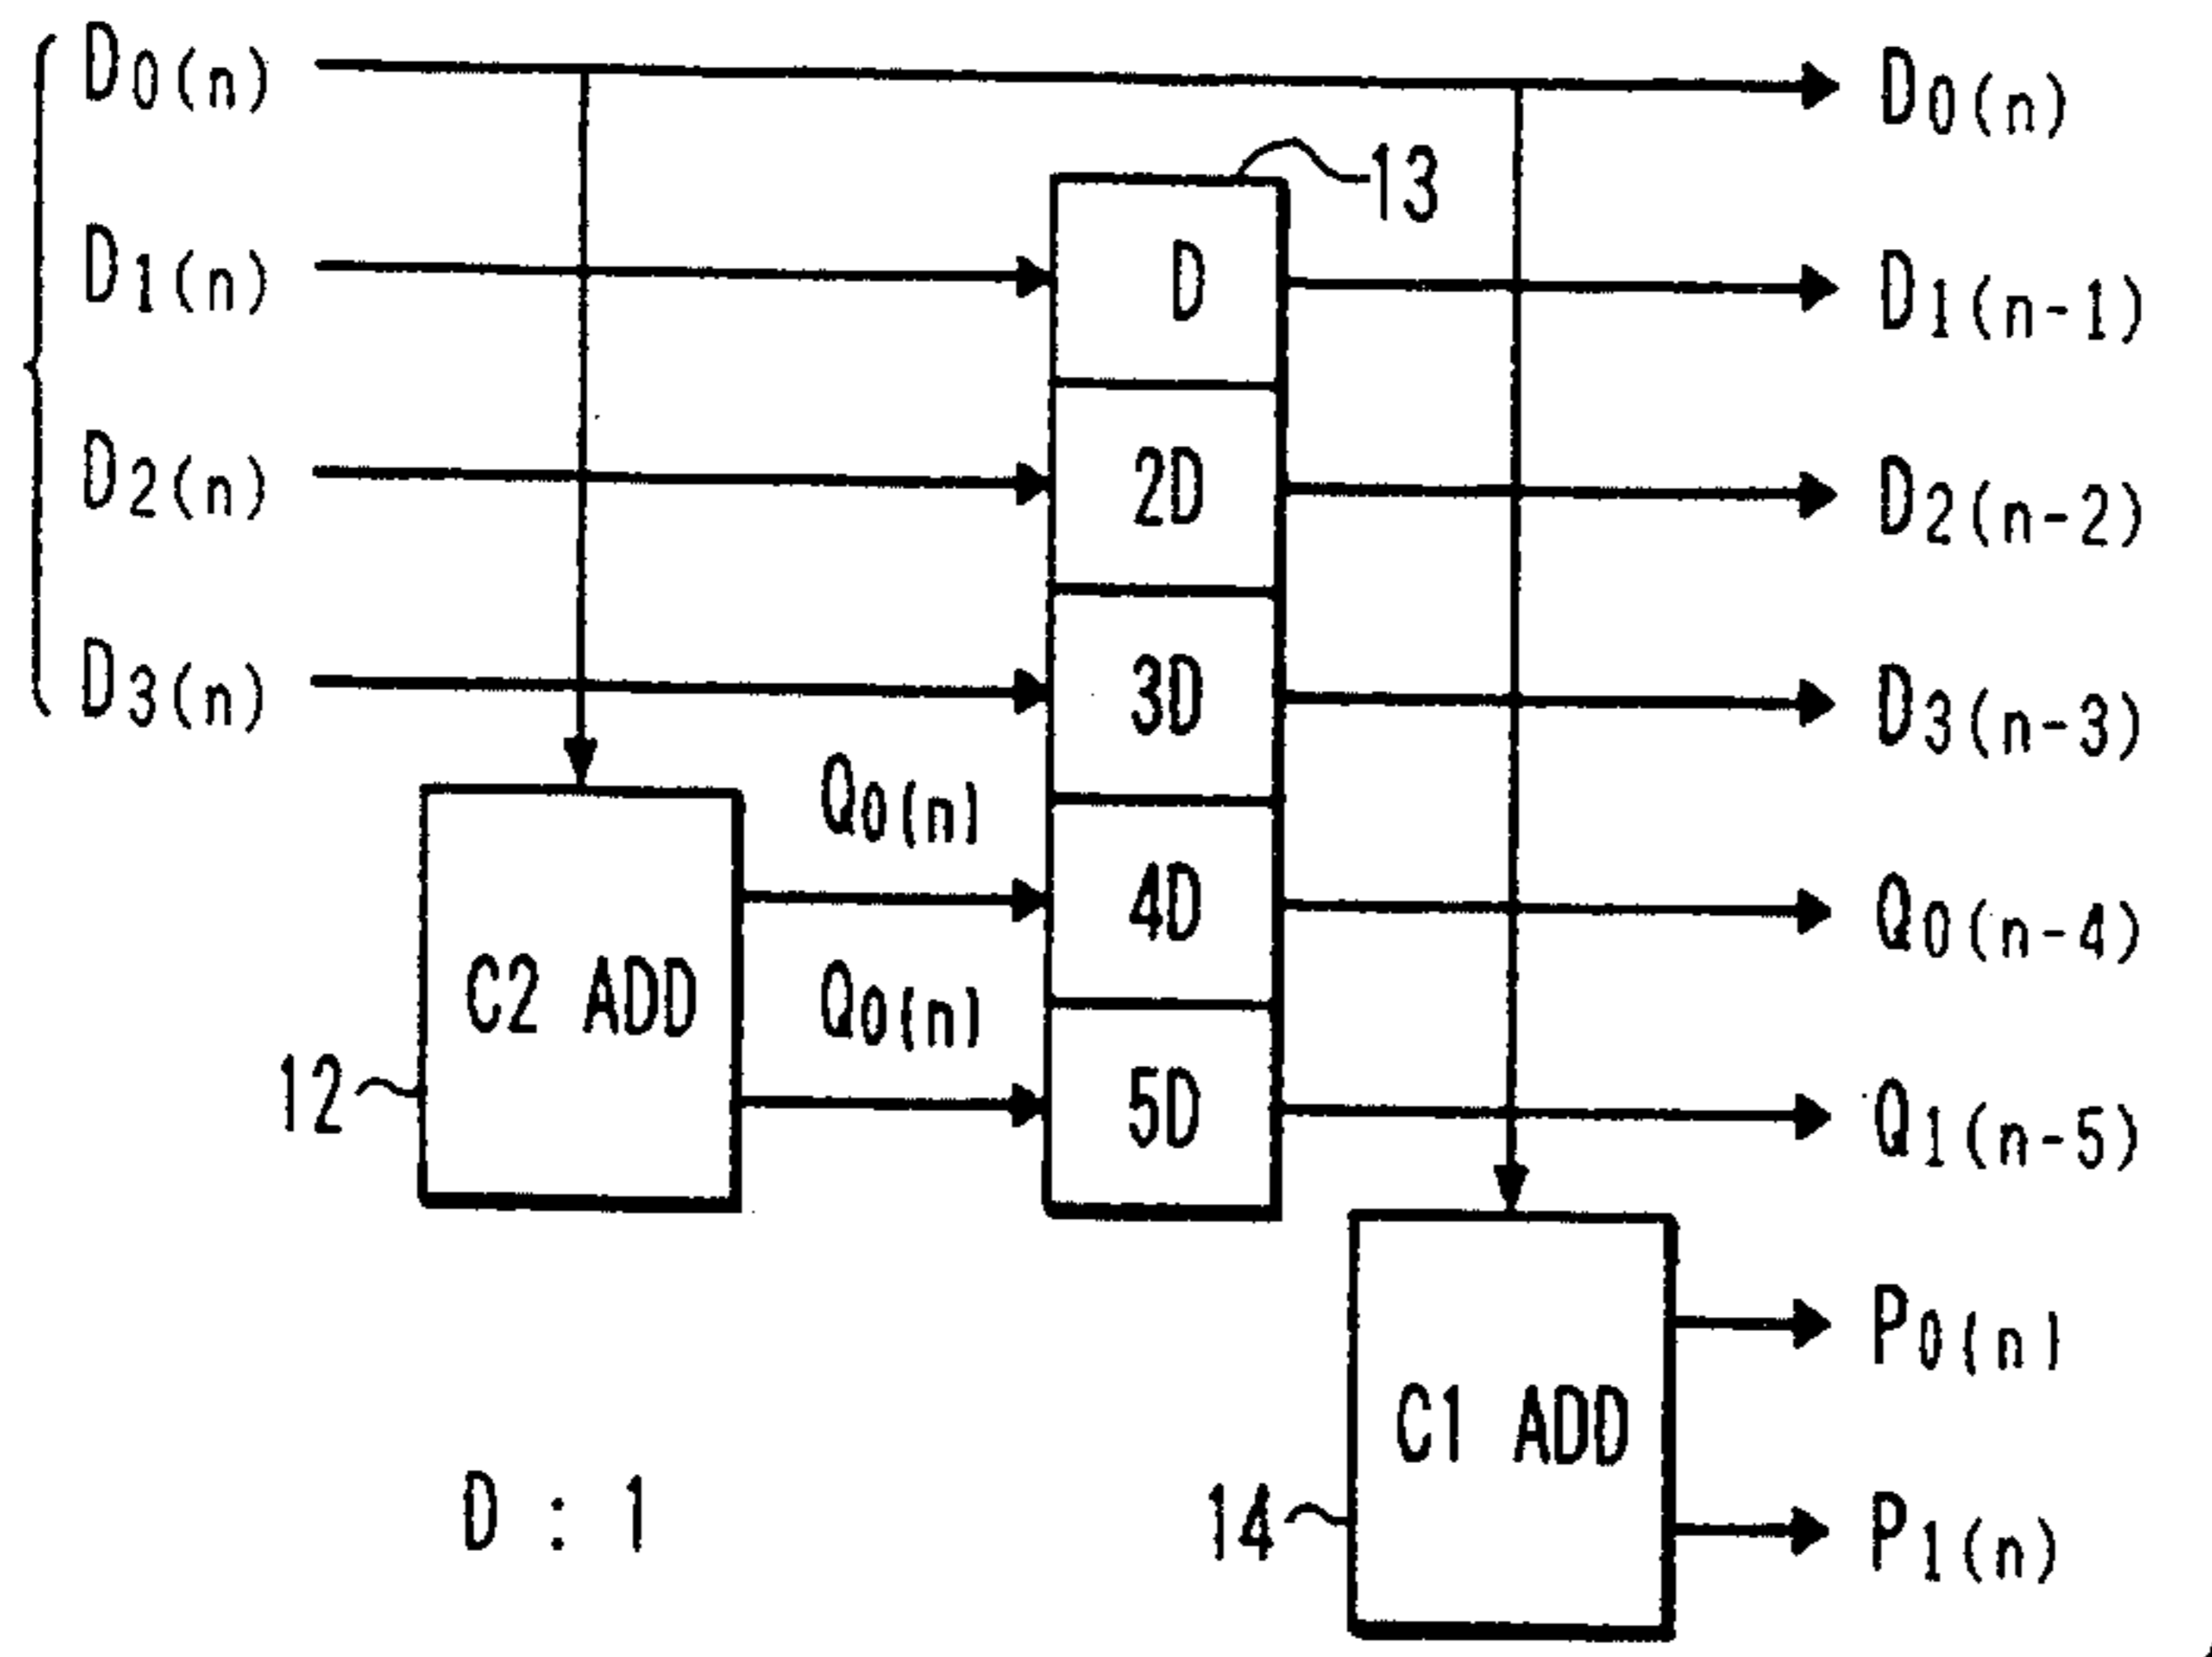 D0(n)
D0(n)
13
D1(n)
D
D1(n-1)
D2(n)
2D
D2(n-2)
D3(n)
3D
D3(n-3)
Q0(n)
4D
Q0(n-4)
C2 ADD
Q0(n)
12
5D
Q1(n-5)
P0(n)
C1 ADD
D : 1
14
P1(n)